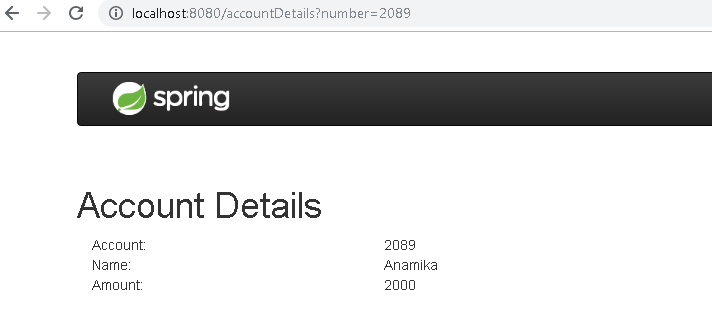 localhost:8080/accountDetails?number=2089
spring
Account Details
Account: 2089
Name: Anamika
Amount: 2000